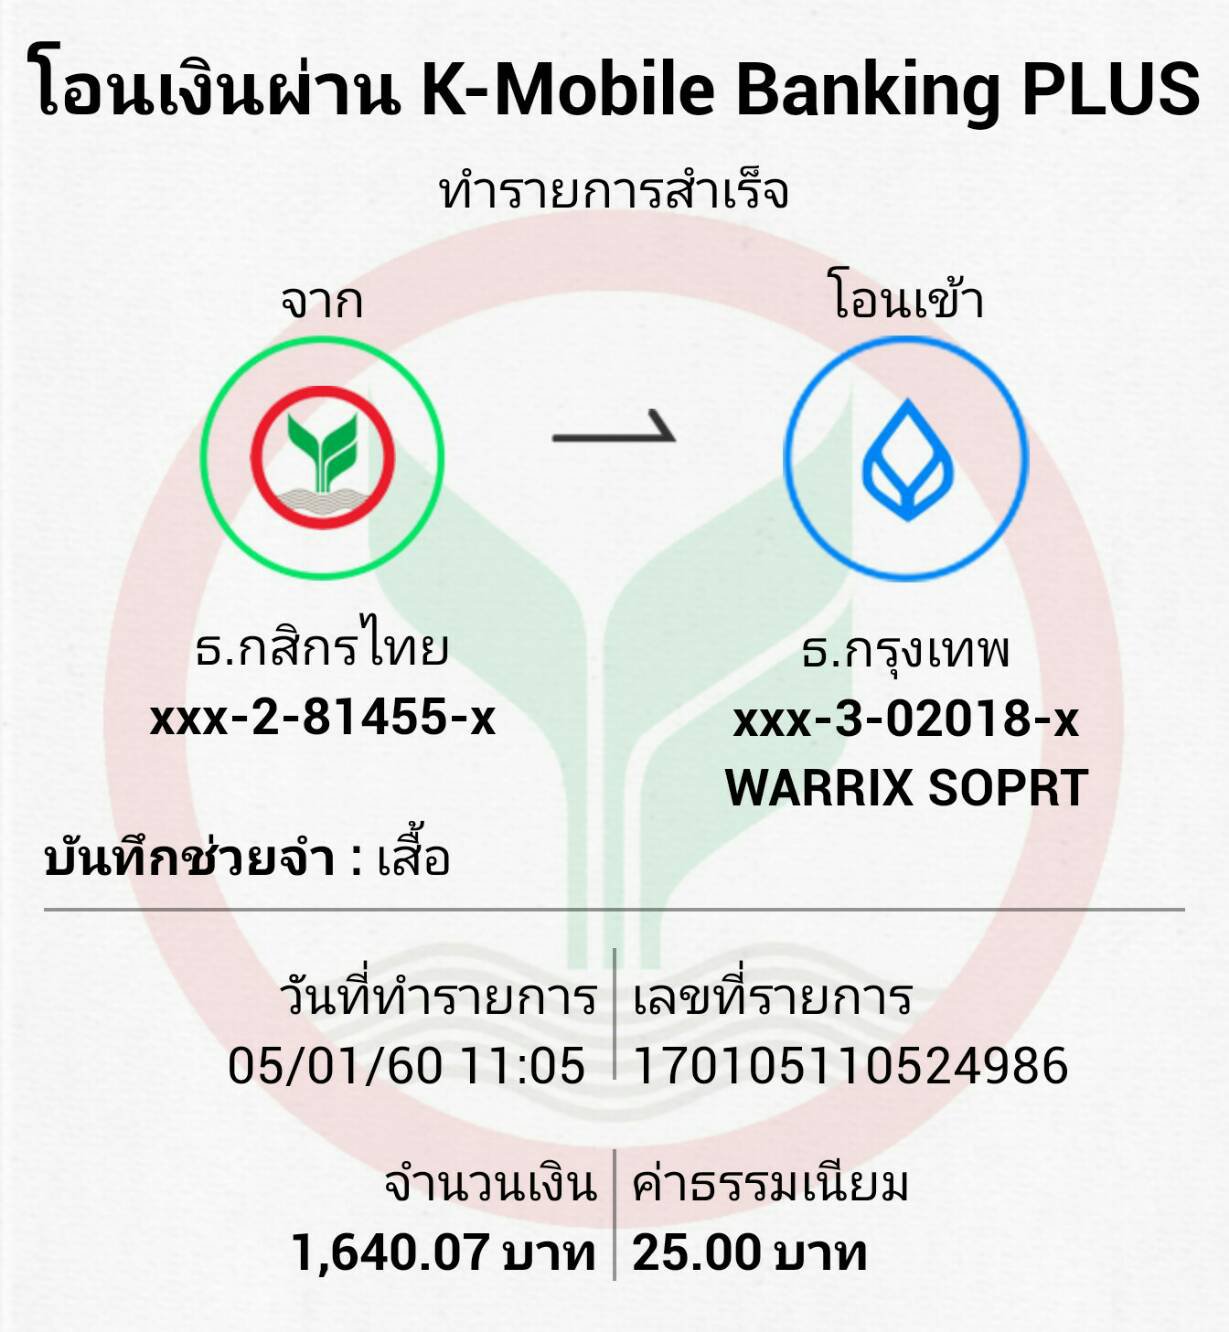 โอนเงินผ่าน K-Mobile Banking PLUS
ทำรายการสำเร็จ
จาก
โอนเข้า
ธ.กสิกรไทย
xxx-2-81455-x
ธ.กรุงเทพ
xxx-3-02018-x
WARRIX SOPRT
บันทึกช่วยจำ : เสื้อ
วันที่ทำรายการ
05/01/60 11:05
เลขที่รายการ
170105110524986
จำนวนเงิน
1,640.07 บาท
ค่าธรรมเนียม
25.00 บาท